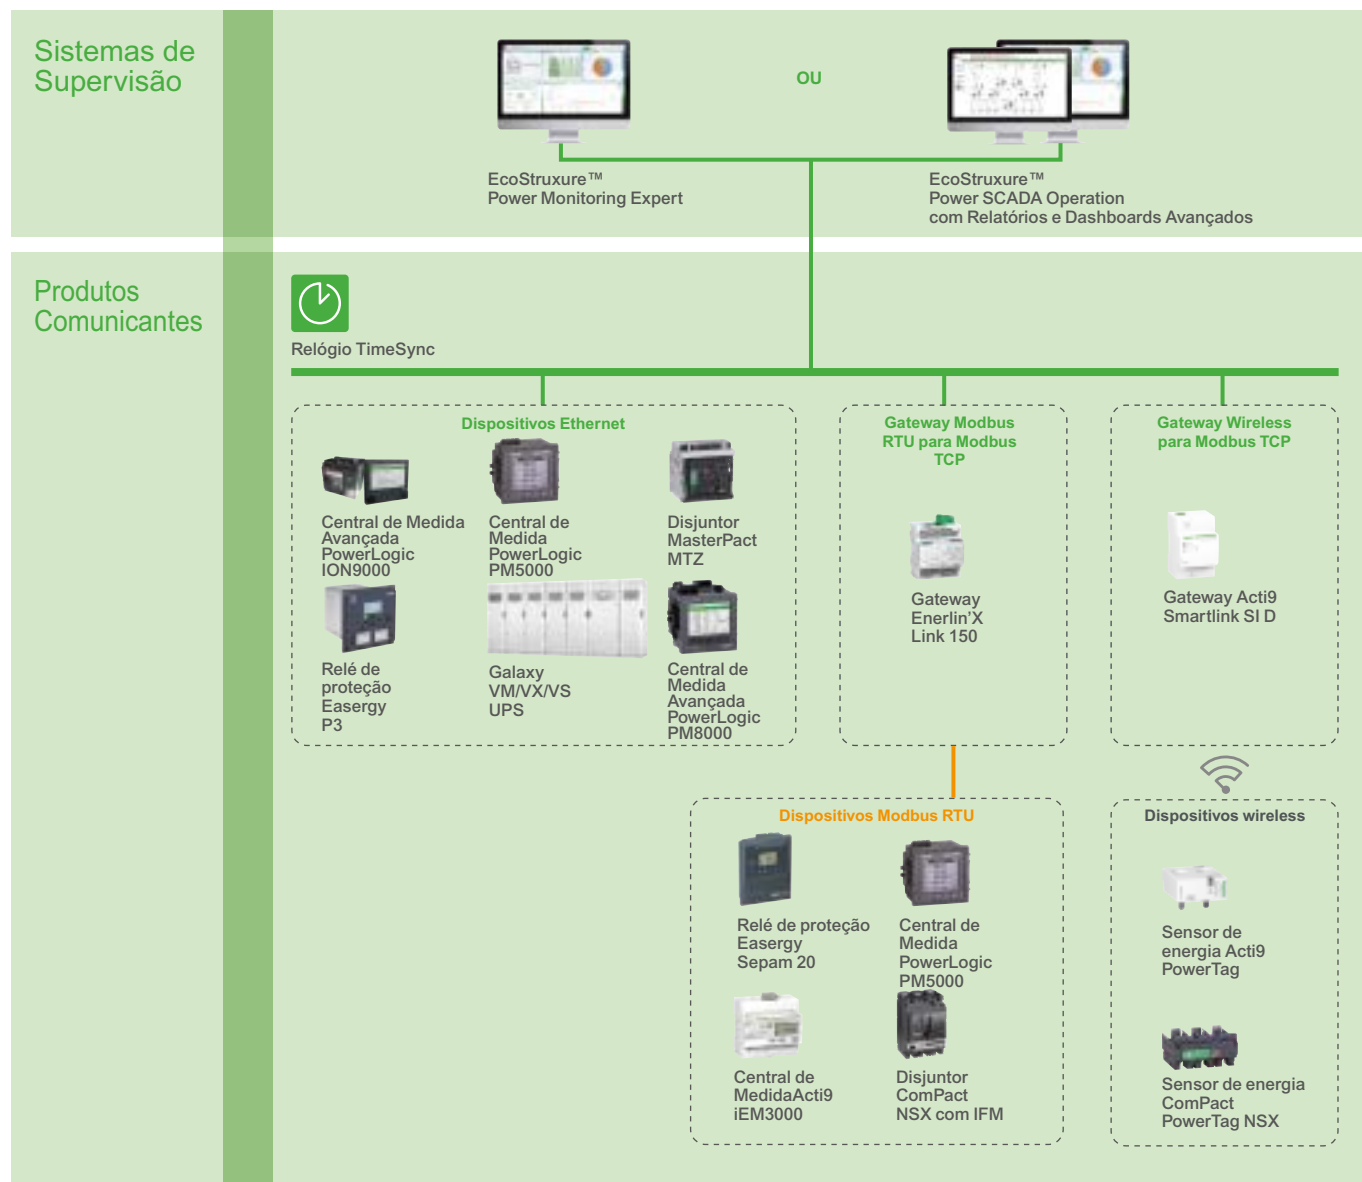 Sistemas de
Supervisão
OU
EcoStruxure™
Power Monitoring Expert
EcoStruxure™
Power SCADA Operation
com Relatórios e Dashboards Avançados
Produtos
Comunicantes
Relógio TimeSync
Dispositivos Ethernet
Central de Medida
Avançada
PowerLogic
ION9000
Central de
Medida
PowerLogic
PM5000
Disjuntor
MasterPact
MTZ
Relé de
proteção
Easergy
P3
Galaxy
VM/VX/VS
UPS
Central de
Medida
Avançada
PowerLogic
PM8000
Gateway Modbus
RTU para Modbus
TCP
Gateway
Enerlin’X
Link 150
Gateway Wireless
para Modbus TCP
Gateway Acti9
Smartlink SI D
Dispositivos Modbus RTU
Relé de proteção
Easergy
Sepam 20
Central de
Medida
PowerLogic
PM5000
Central de
MedidaActi9
iEM3000
Disjuntor
ComPact
NSX com IFM
Dispositivos wireless
Sensor de
energia Acti9
PowerTag
Sensor de energia
ComPact
PowerTag NSX